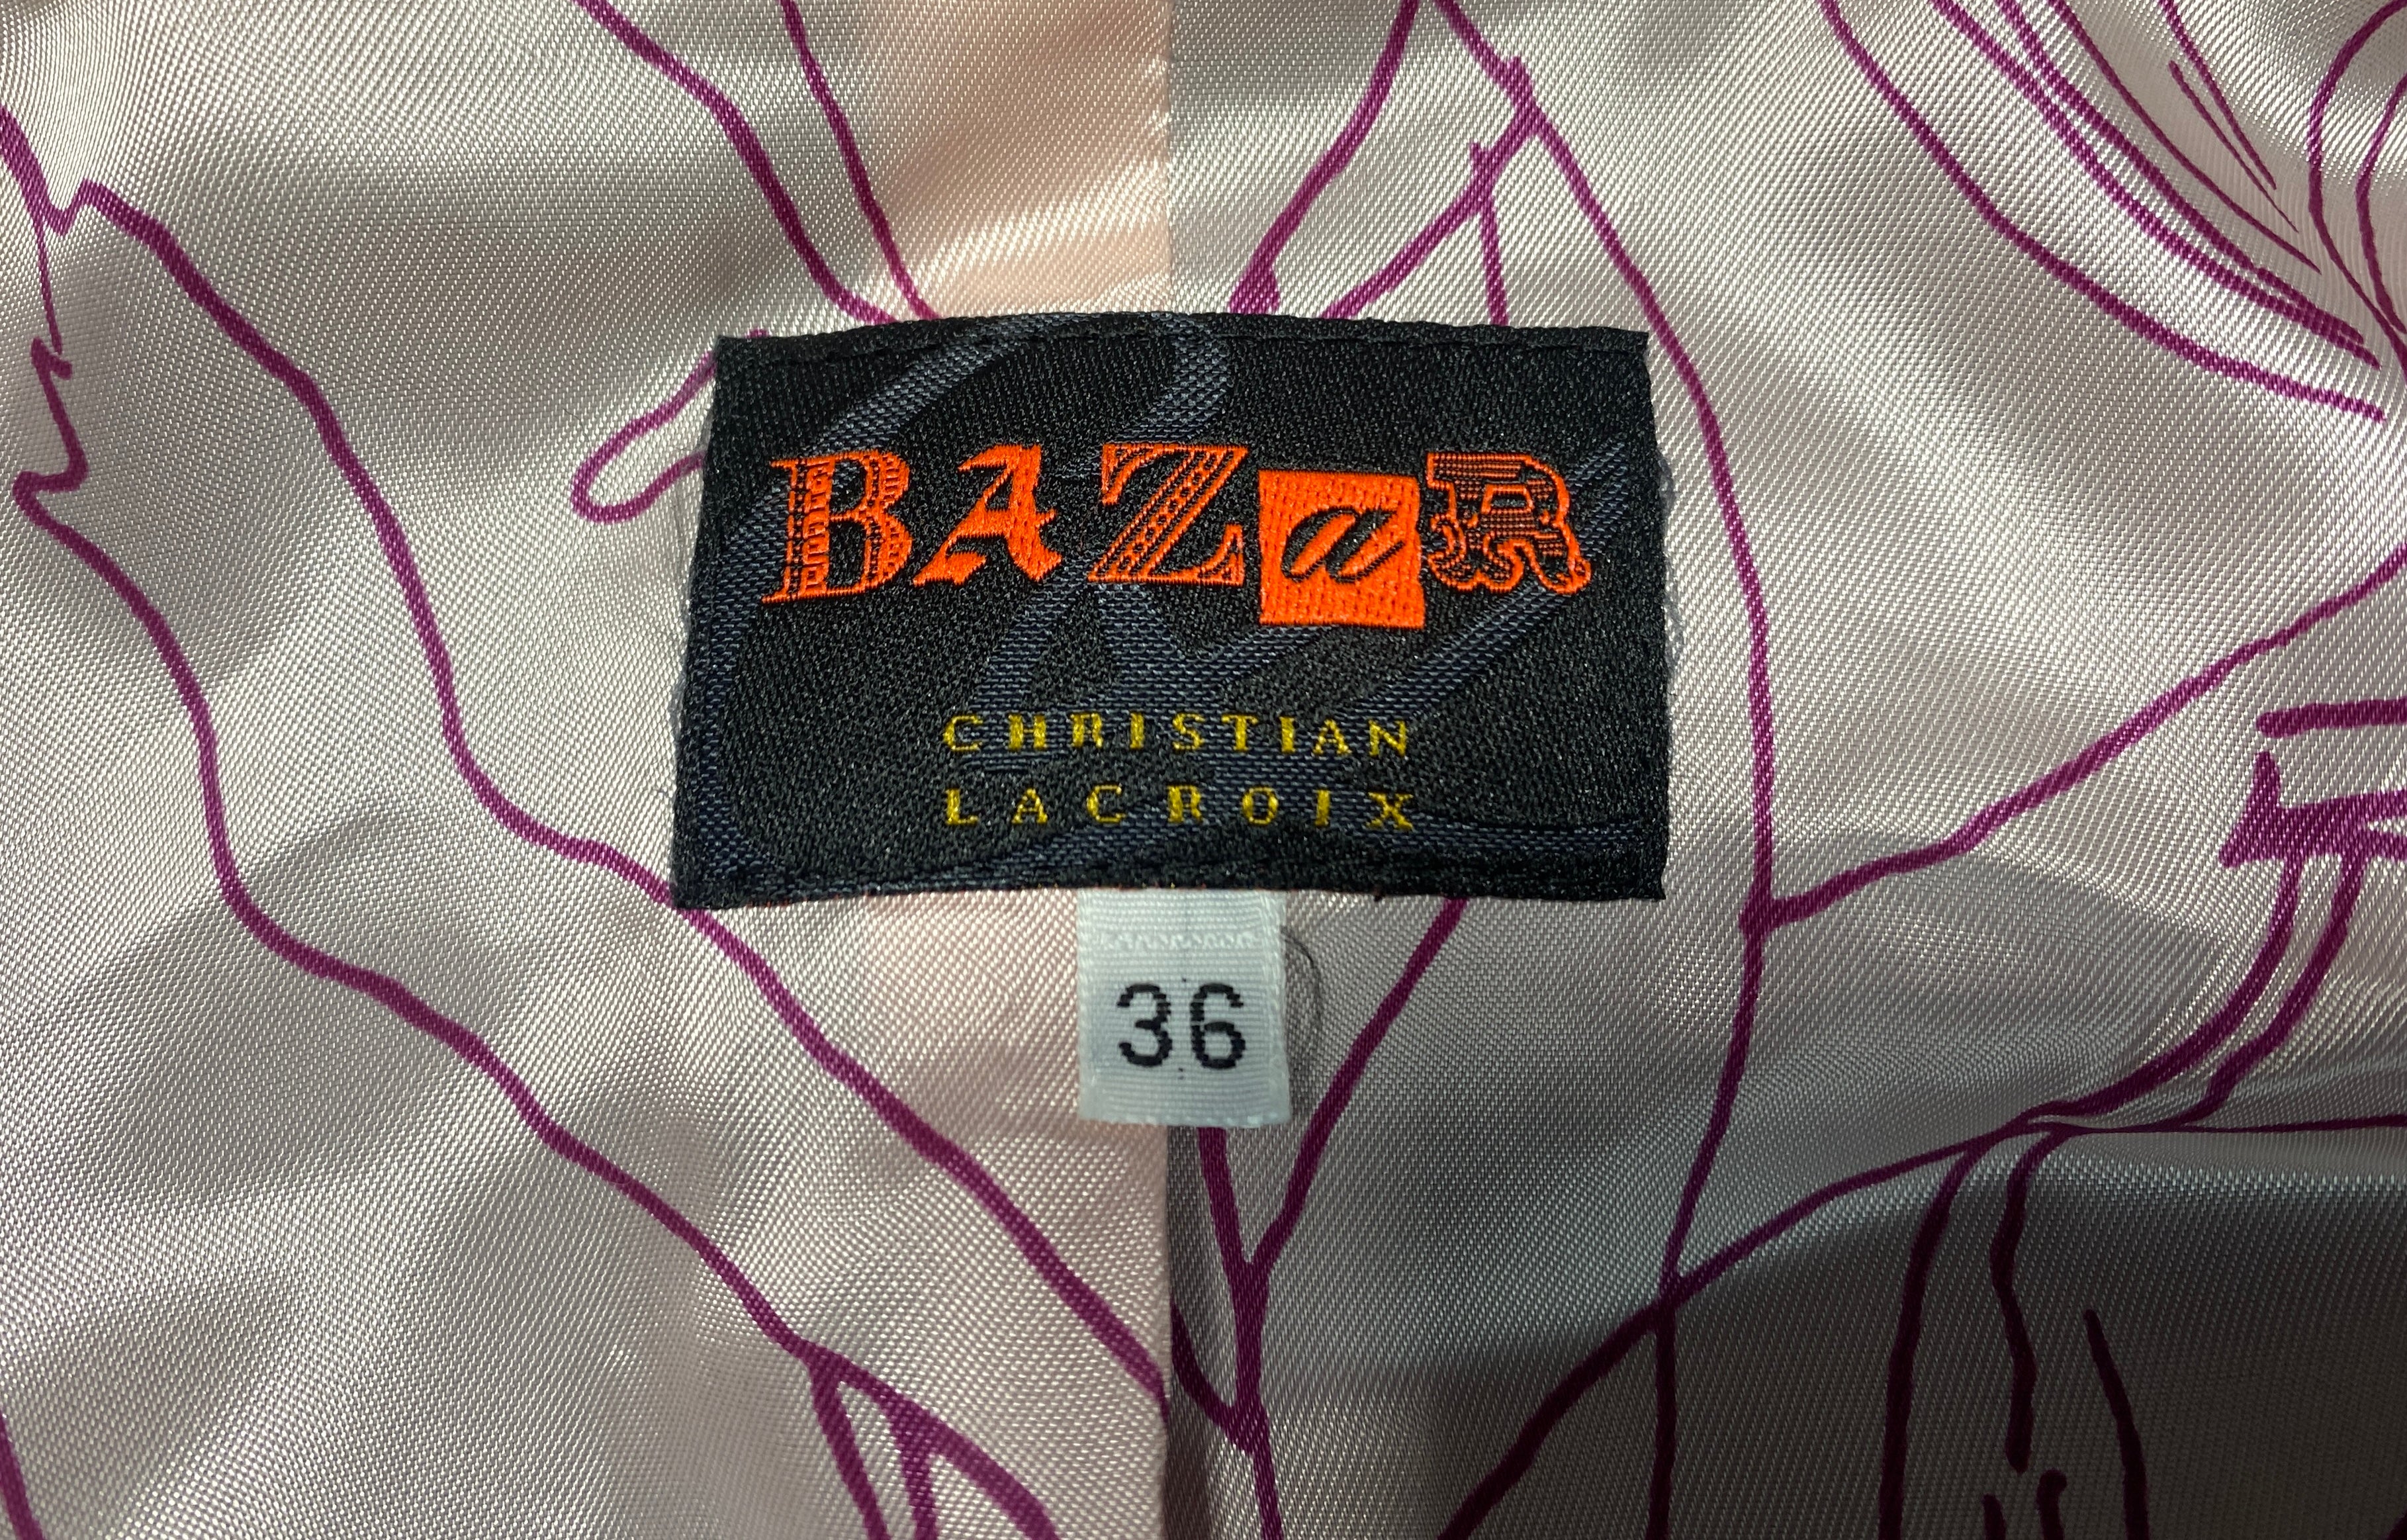 BAZaR
CHRISTIAN
LACROIX
36